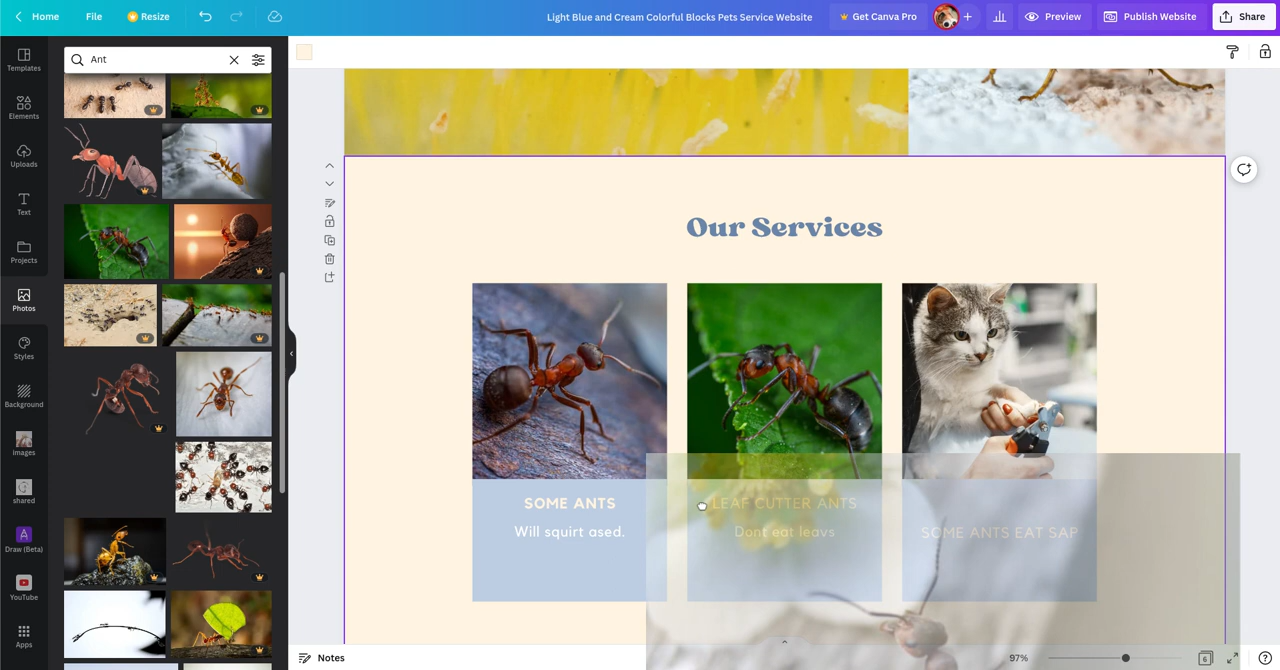 Home
File
Resize
Light Blue and Cream Colorful Blocks Pets Service Website
Get Canva Pro
Preview
Publish Website
Share
Templates
Elements
Uploads
Text
Projects
Photos
Styles
Background
Images
shared
Draw (Beta)
YouTube
Apps
Ant
Our Services
SOME ANTS
Will squirt ased.
LEAF CUTTER ANTS
Dont eat leavs
SOME ANTS EAT SAP
Notes
97%
6